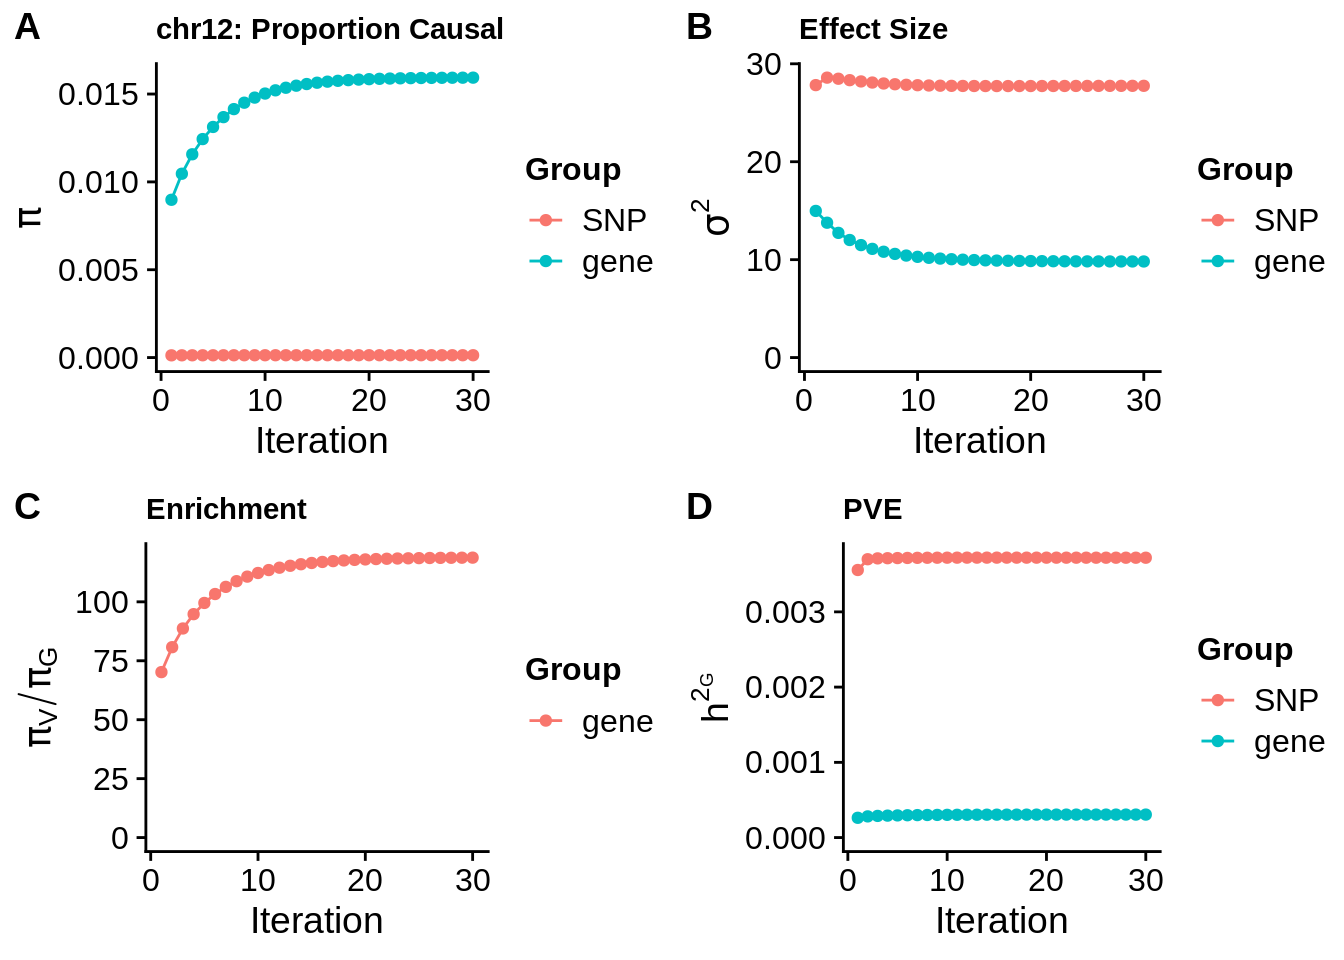 A
chr12: Proportion Causal
0.015
0.010
0.005
0.000
π
0 10 20 30
Iteration
Group
SNP
gene
B
Effect Size
30
20
10
0
σ²
0 10 20 30
Iteration
Group
SNP
gene
C
Enrichment
100
75
50
25
0
πV/πG
0 10 20 30
Iteration
Group
gene
D
PVE
0.003
0.002
0.001
0.000
h²G
0 10 20 30
Iteration
Group
SNP
gene